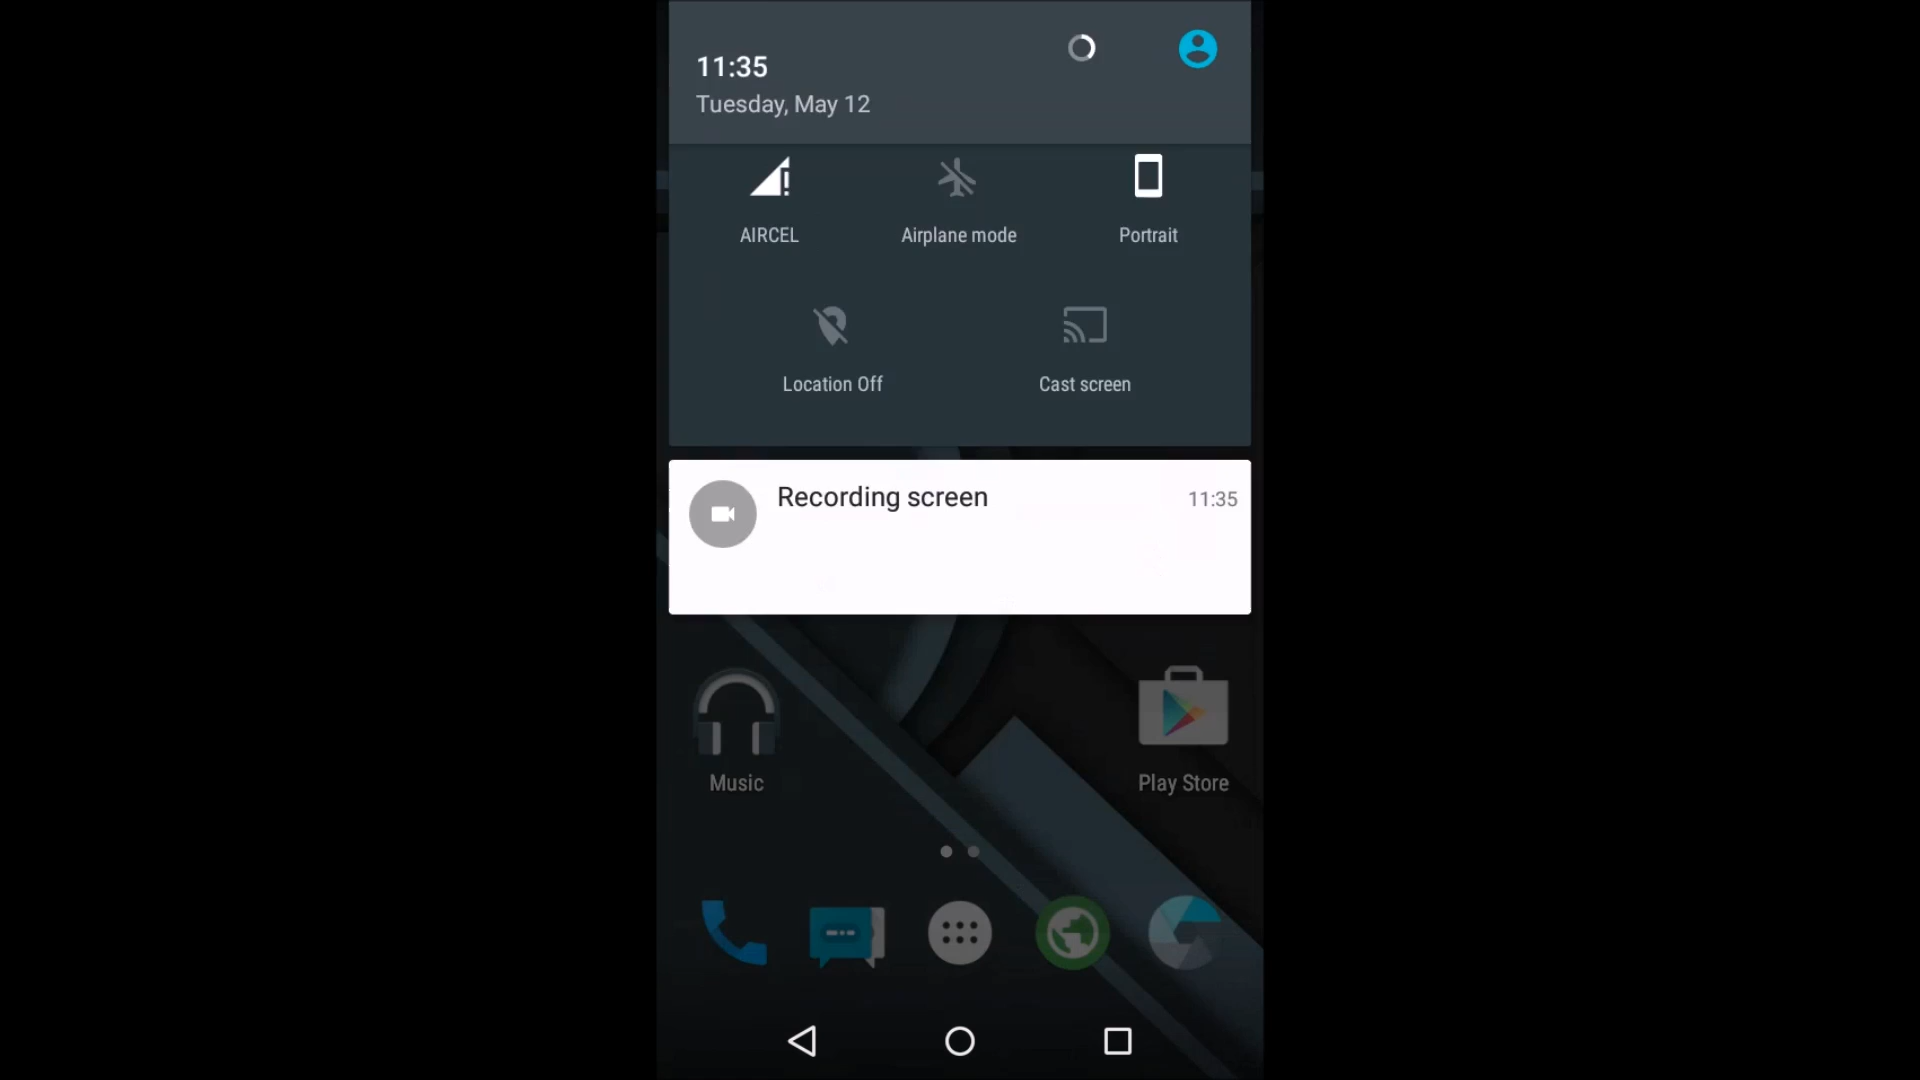 11:35
Tuesday, May 12
AIRCEL
Airplane mode
Portrait
Location Off
Cast screen
Recording screen
11:35
Music
Play Store